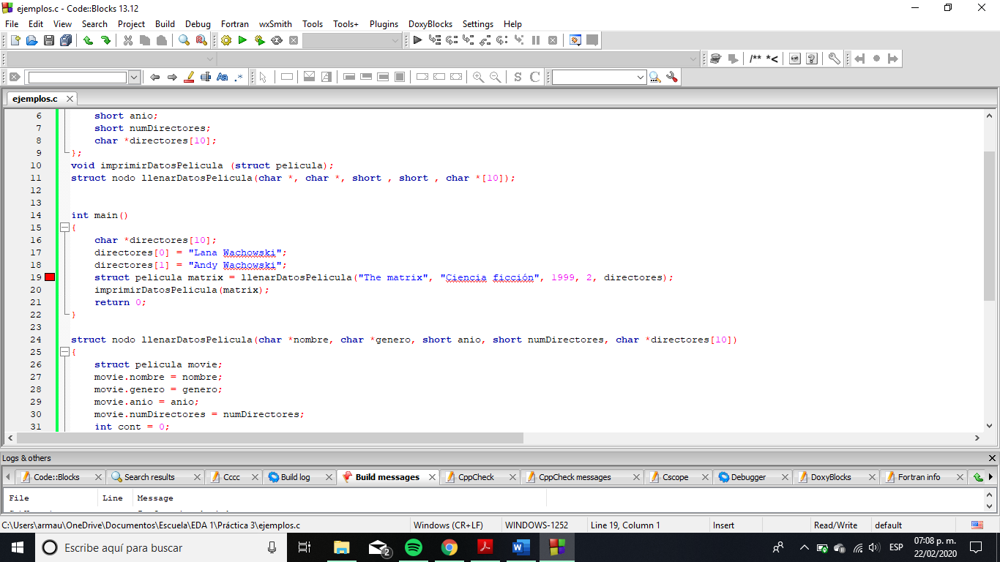 ejemplos.c - Code::Blocks 13.12
File Edit View Search Project Build Debug Fortran wxSmith Tools Tools+ Plugins DoxyBlocks Settings Help
/** *<
Aa .*
S C
ejemplos.c
6 short anio;
7 short numDirectores;
8 char *directores[10];
9 };
10 void imprimirDatosPelicula (struct pelicula);
11 struct nodo llenarDatosPelicula(char *, char *, short , short , char *[10]);
12
13
14 int main()
15 {
16 char *directores[10];
17 directores[0] = "Lana Wachowski";
18 directores[1] = "Andy Wachowski";
19 struct pelicula matrix = llenarDatosPelicula("The matrix", "Ciencia ficción", 1999, 2, directores);
20 imprimirDatosPelicula(matrix);
21 return 0;
22 }
23
24 struct nodo llenarDatosPelicula(char *nombre, char *genero, short anio, short numDirectores, char *directores[10])
25 {
26 struct pelicula movie;
27 movie.nombre = nombre;
28 movie.genero = genero;
29 movie.anio = anio;
30 movie.numDirectores = numDirectores;
31 int cont = 0;
Logs & others
Code::Blocks Search results Cccc Build log Build messages CppCheck CppCheck messages Cscope Debugger DoxyBlocks Fortran info
File Line Message
C:\Users\armau\OneDrive\Documentos\Escuela\EDA 1\Práctica 3\ejemplos.c Windows (CR+LF) WINDOWS-1252 Line 19, Column 1 Insert Read/Write default
Escribe aquí para buscar 2 ESP 07:08 p. m.
22/02/2020